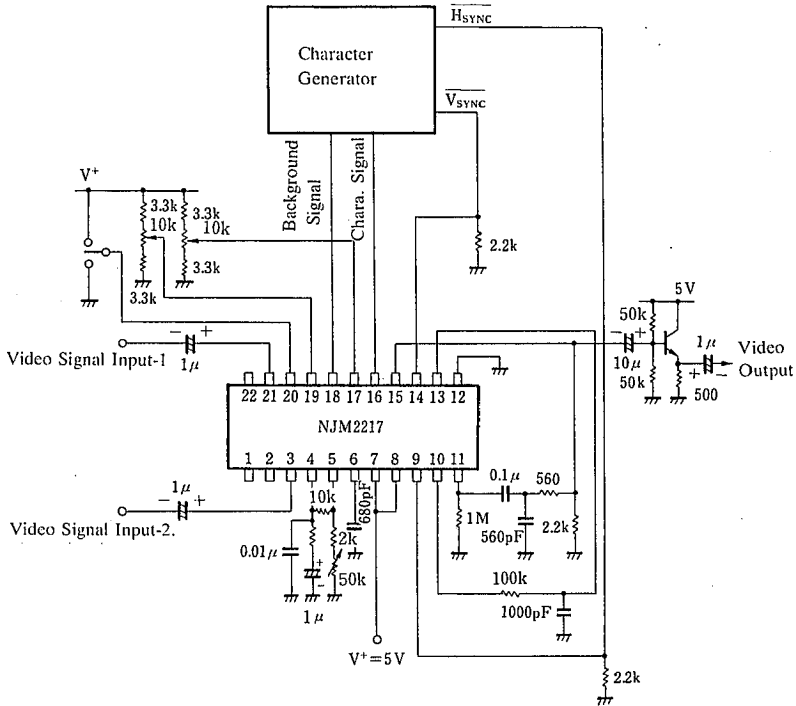 H̅S̅Y̅N̅C̅
Character
Generator
V̅S̅Y̅N̅C̅
Background
Signal
Chara. Signal
V⁺
3.3k
3.3k
10k
10k
3.3k
3.3k
2.2k
5V
50k
− +
1μ
Video Signal Input-1
− +
10μ
50k
1μ
+ −
500
Video
Output
22 21 20 19 18 17 16 15 14 13 12
NJM2217
1 2 3 4 5 6 7 8 9 10 11
1μ
− +
Video Signal Input-2.
10k
680pF
0.1μ
560
1M
560pF
2.2k
0.01μ
2k
+
−
50k
1μ
100k
1000pF
V⁺=5V
2.2k